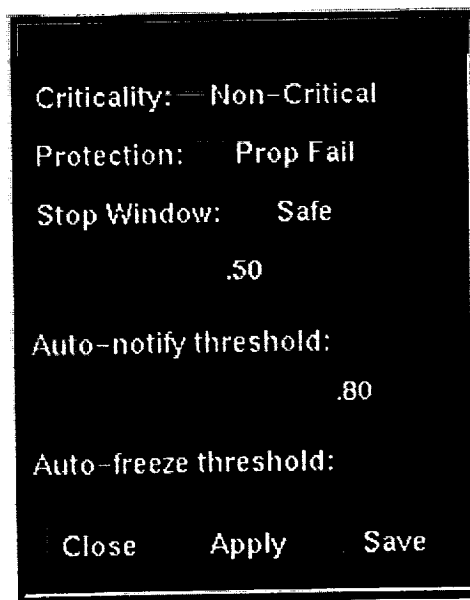 Criticality: Non-Critical
Protection: Prop Fail
Stop Window: Safe
.50
Auto-notify threshold:
.80
Auto-freeze threshold:
Close Apply Save